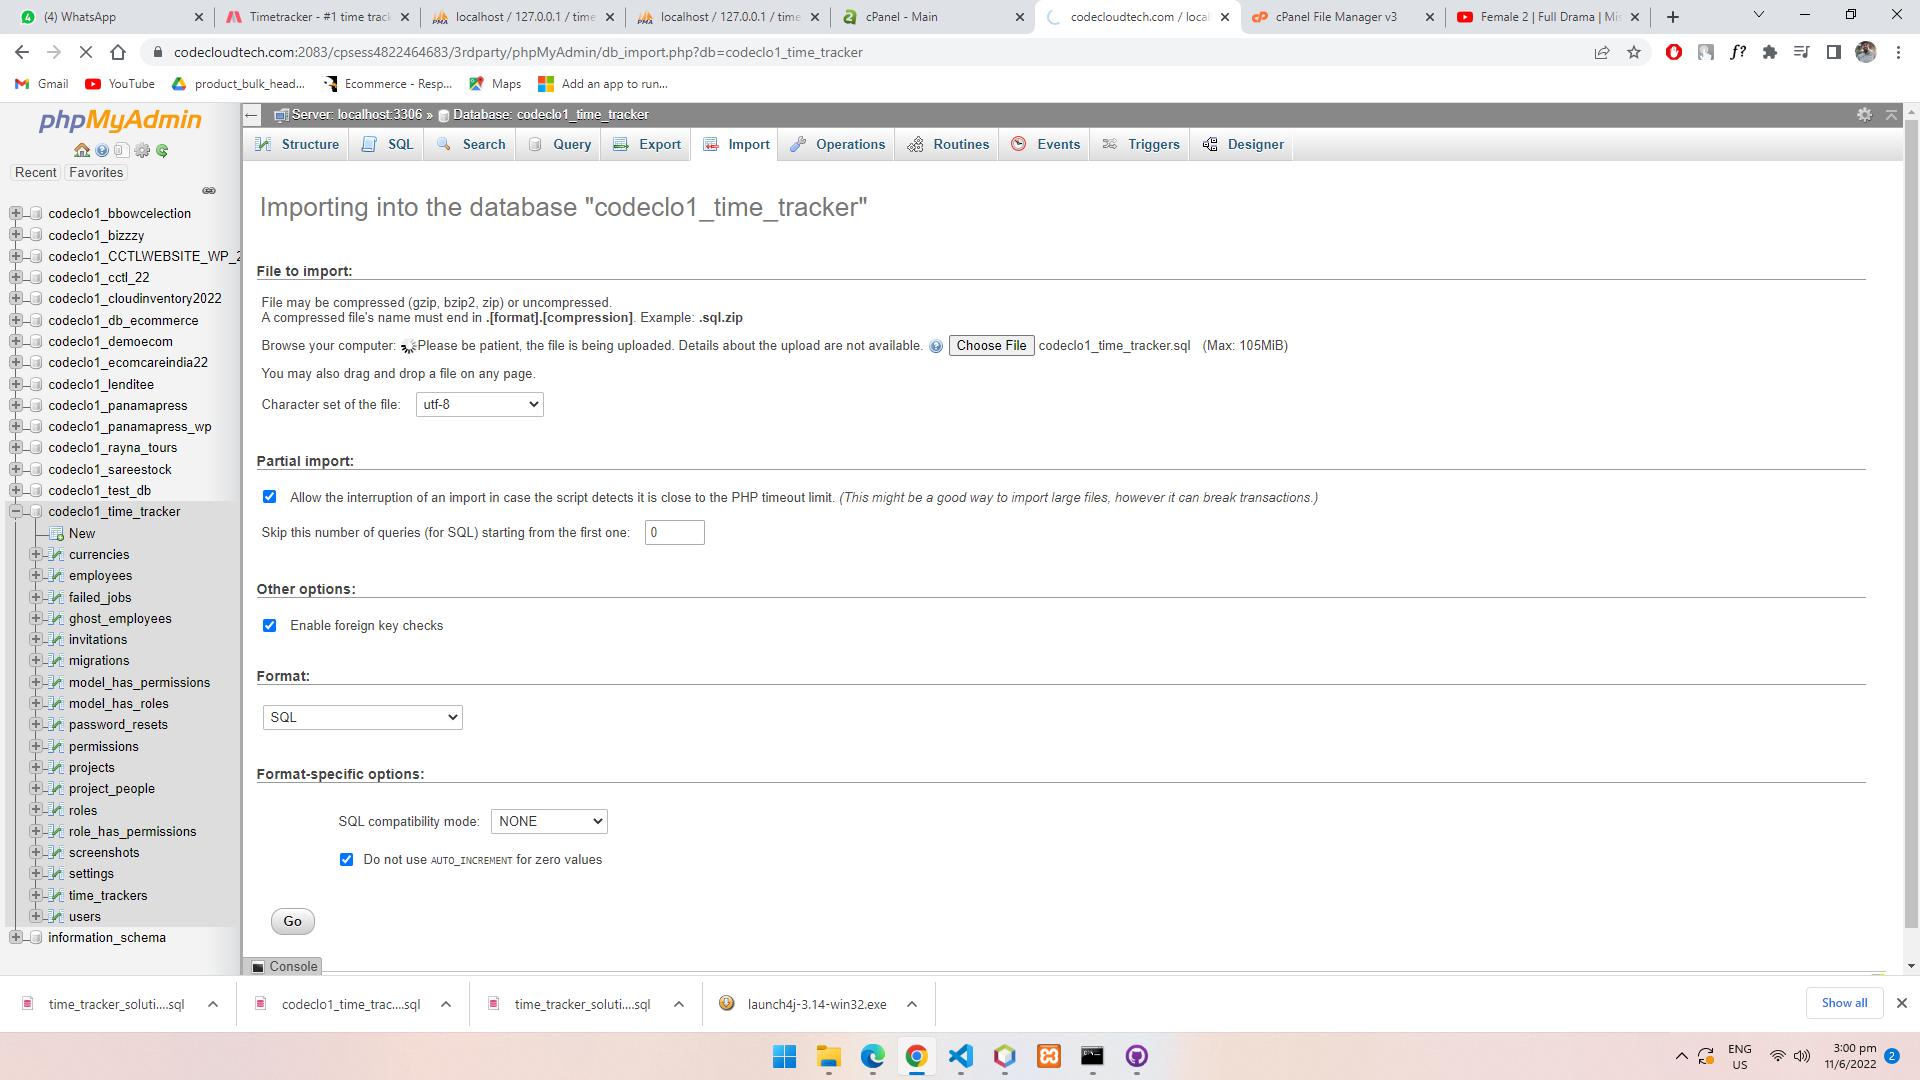 (4) WhatsApp
Timetracker - #1 time track
localhost / 127.0.0.1 / time
localhost / 127.0.0.1 / time
cPanel - Main
codecloudtech.com / local
cPanel File Manager v3
Female 2 | Full Drama | Mis
codecloudtech.com:2083/cpsess4822464683/3rdparty/phpMyAdmin/db_import.php?db=codeclo1_time_tracker
Gmail
YouTube
product_bulk_head...
Ecommerce - Resp...
Maps
Add an app to run...
phpMyAdmin
Recent
Favorites
codeclo1_bbowcelection
codeclo1_bizzzy
codeclo1_CCTLWEBSITE_WP_2
codeclo1_cctl_22
codeclo1_cloudinventory2022
codeclo1_db_ecommerce
codeclo1_demoecom
codeclo1_ecomcareindia22
codeclo1_lenditee
codeclo1_panamapress
codeclo1_panamapress_wp
codeclo1_rayna_tours
codeclo1_sareestock
codeclo1_test_db
codeclo1_time_tracker
New
currencies
employees
failed_jobs
ghost_employees
invitations
migrations
model_has_permissions
model_has_roles
password_resets
permissions
projects
project_people
roles
role_has_permissions
screenshots
settings
time_trackers
users
information_schema
Server: localhost:3306 » Database: codeclo1_time_tracker
Structure
SQL
Search
Query
Export
Import
Operations
Routines
Events
Triggers
Designer
Importing into the database "codeclo1_time_tracker"
File to import:
File may be compressed (gzip, bzip2, zip) or uncompressed.
A compressed file's name must end in .[format].[compression]. Example: .sql.zip
Browse your computer: Please be patient, the file is being uploaded. Details about the upload are not available. Choose File codeclo1_time_tracker.sql (Max: 105MiB)
You may also drag and drop a file on any page.
Character set of the file: utf-8
Partial import:
Allow the interruption of an import in case the script detects it is close to the PHP timeout limit. (This might be a good way to import large files, however it can break transactions.)
Skip this number of queries (for SQL) starting from the first one: 0
Other options:
Enable foreign key checks
Format:
SQL
Format-specific options:
SQL compatibility mode: NONE
Do not use AUTO_INCREMENT for zero values
Go
Console
time_tracker_soluti....sql
codeclo1_time_trac....sql
time_tracker_soluti....sql
launch4j-3.14-win32.exe
Show all
ENG
US
3:00 pm
11/6/2022
2